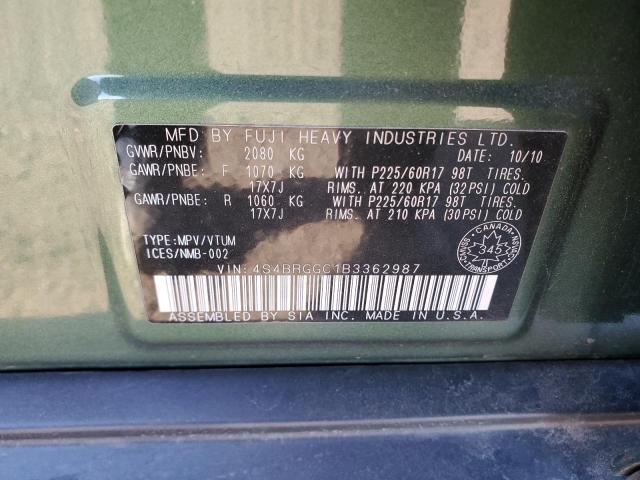 MFD BY FUJI HEAVY INDUSTRIES LTD.
GVWR/PNBV: 2080 KG DATE: 10/10
GAWR/PNBE: F 1070 KG WITH P225/60R17 98T TIRES.
17X7J RIMS. AT 220 KPA (32PSI) COLD
GAWR/PNBE: R 1060 KG WITH P225/60R17 98T TIRES.
17X7J RIMS. AT 210 KPA (30PSI) COLD
TYPE:MPV/VTUM
ICES/NMB-002
CANADA
345
TRANSPORT
VIN:4S4BRGGC1B3362987
ASSEMBLED BY SIA INC. MADE IN U.S.A.